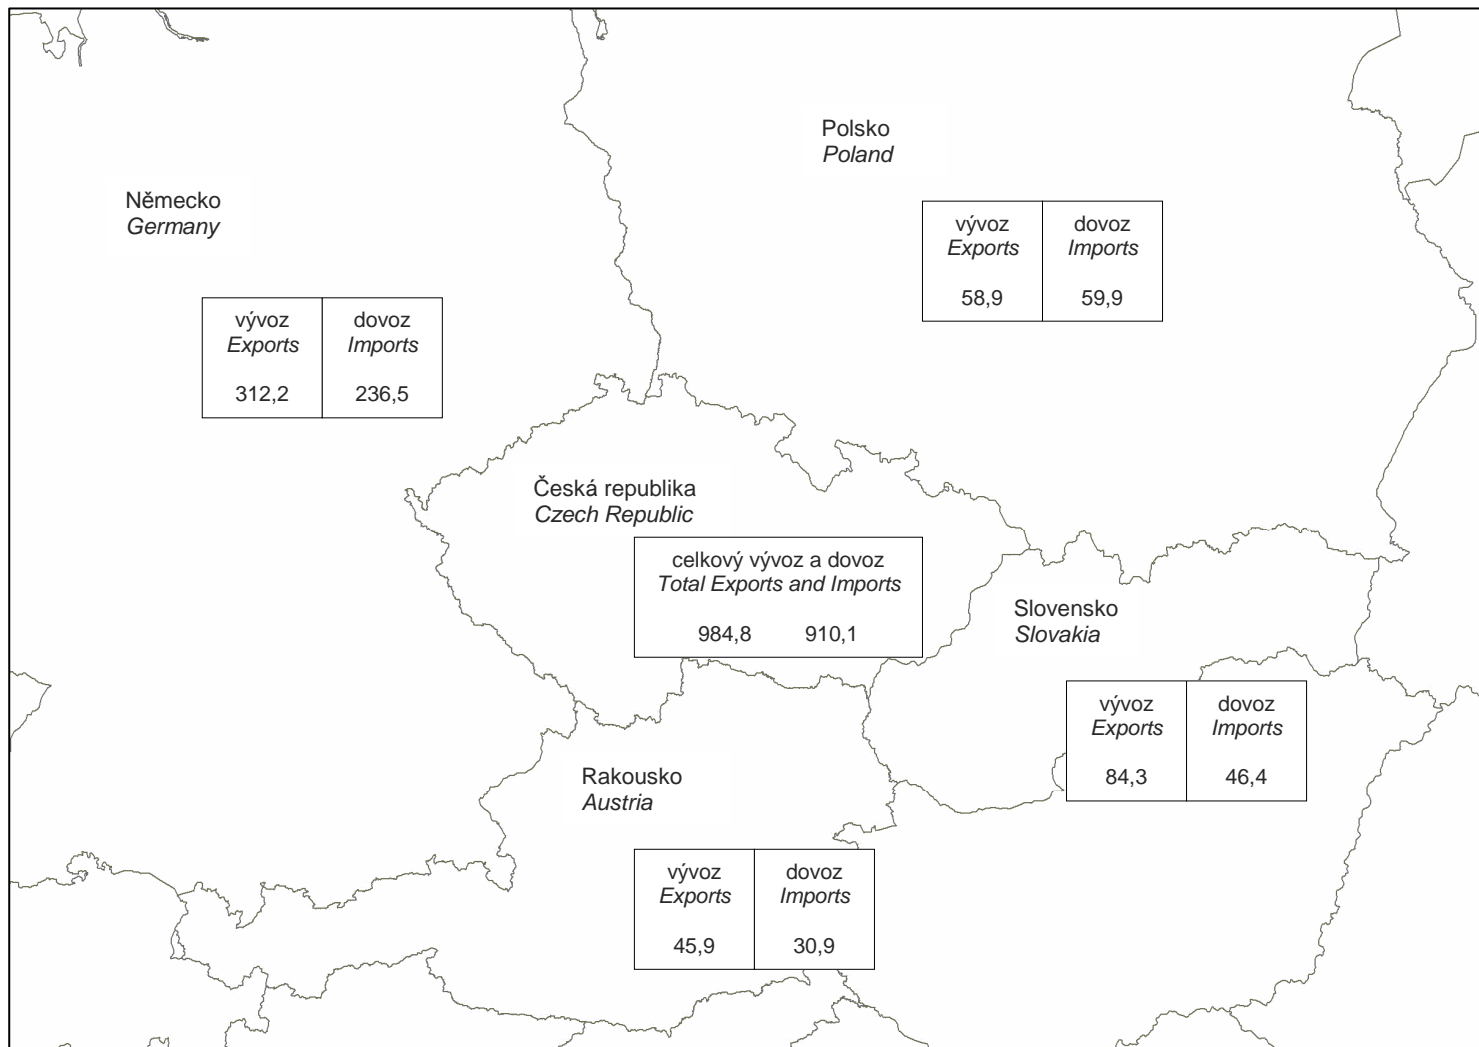 Polsko
Poland
Německo
Germany
vývoz dovoz
Exports Imports
58,9 59,9
vývoz dovoz
Exports Imports
312,2 236,5
Česká republika
Czech Republic
celkový vývoz a dovoz
Total Exports and Imports
984,8 910,1
Slovensko
Slovakia
vývoz dovoz
Exports Imports
84,3 46,4
Rakousko
Austria
vývoz dovoz
Exports Imports
45,9 30,9